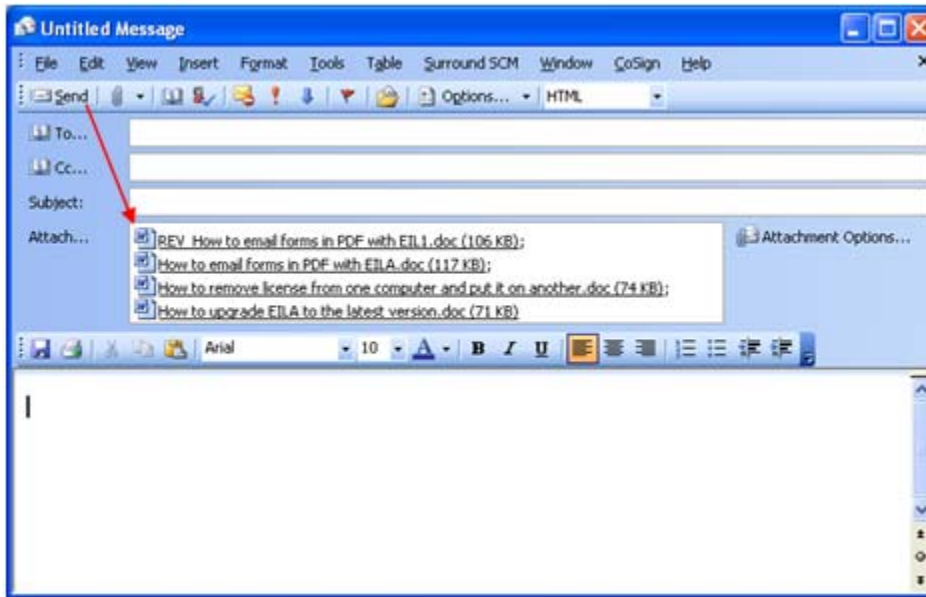 Untitled Message
File Edit View Insert Format Tools Table Surround SCM Window CoSign Help
Send Options... HTML
To...
Cc...
Subject:
Attach... REV How to email forms in PDF with EIL1.doc (106 KB); Attachment Options...
How to email forms in PDF with EILA.doc (117 KB);
How to remove license from one computer and put it on another.doc (74 KB);
How to upgrade EILA to the latest version.doc (71 KB)
Arial 10 A B I U